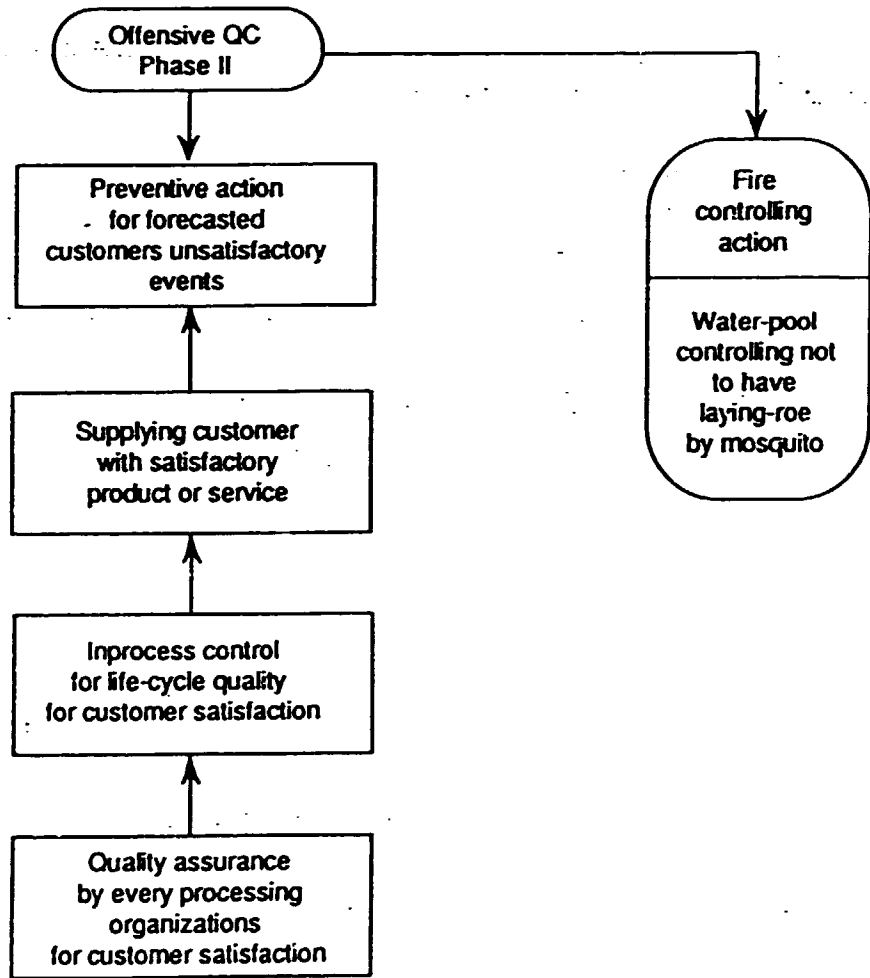 Offensive QC
Phase II
Preventive action
for forecasted
customers unsatisfactory
events
Fire
controlling
action
Water-pool
controlling not
to have
laying-roe
by mosquito
Supplying customer
with satisfactory
product or service
Inprocess control
for life-cycle quality
for customer satisfaction
Quality assurance
by every processing
organizations
for customer satisfaction